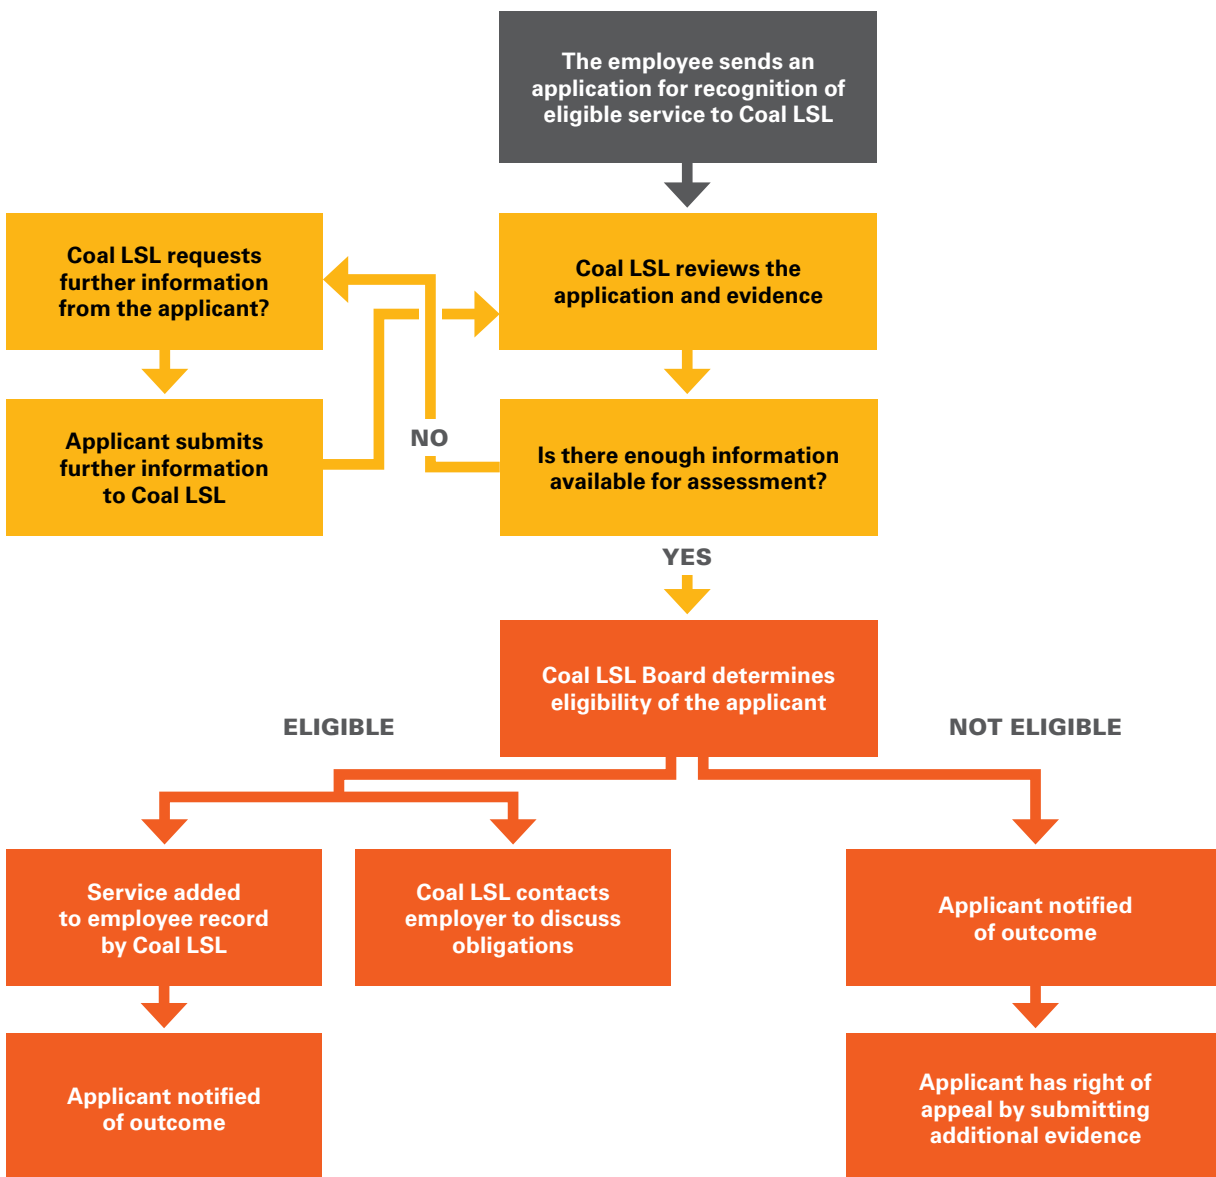 The employee sends an
application for recognition of
eligible service to Coal LSL
Coal LSL requests
further information
from the applicant?
Coal LSL reviews the
application and evidence
Applicant submits
further information
to Coal LSL
NO
Is there enough information
available for assessment?
YES
Coal LSL Board determines
eligibility of the applicant
ELIGIBLE
NOT ELIGIBLE
Service added
to employee record
by Coal LSL
Coal LSL contacts
employer to discuss
obligations
Applicant notified
of outcome
Applicant notified
of outcome
Applicant has right of
appeal by submitting
additional evidence